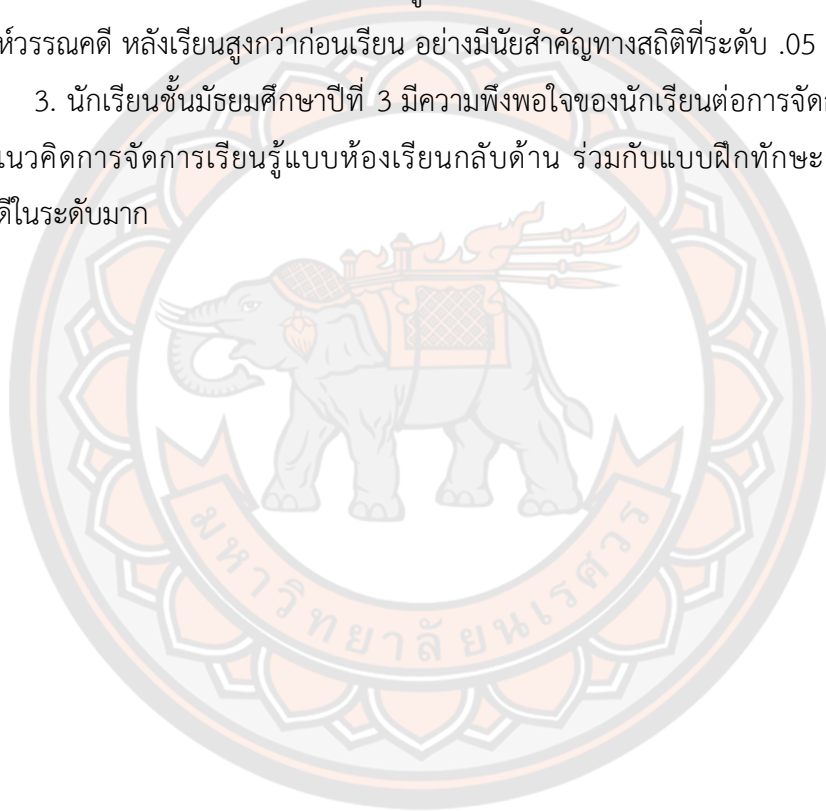 ห์วรรณคดี หลังเรียนสูงกว่าก่อนเรียน อย่างมีนัยสำคัญทางสถิติที่ระดับ .05
3. นักเรียนชั้นมัธยมศึกษาปีที่ 3 มีความพึงพอใจของนักเรียนต่อการจัด
แนวคิดการจัดการเรียนรู้แบบห้องเรียนกลับด้าน ร่วมกับแบบฝึกทักษะ
ดีในระดับมาก
มหาวิทยาลัยนเรศวร